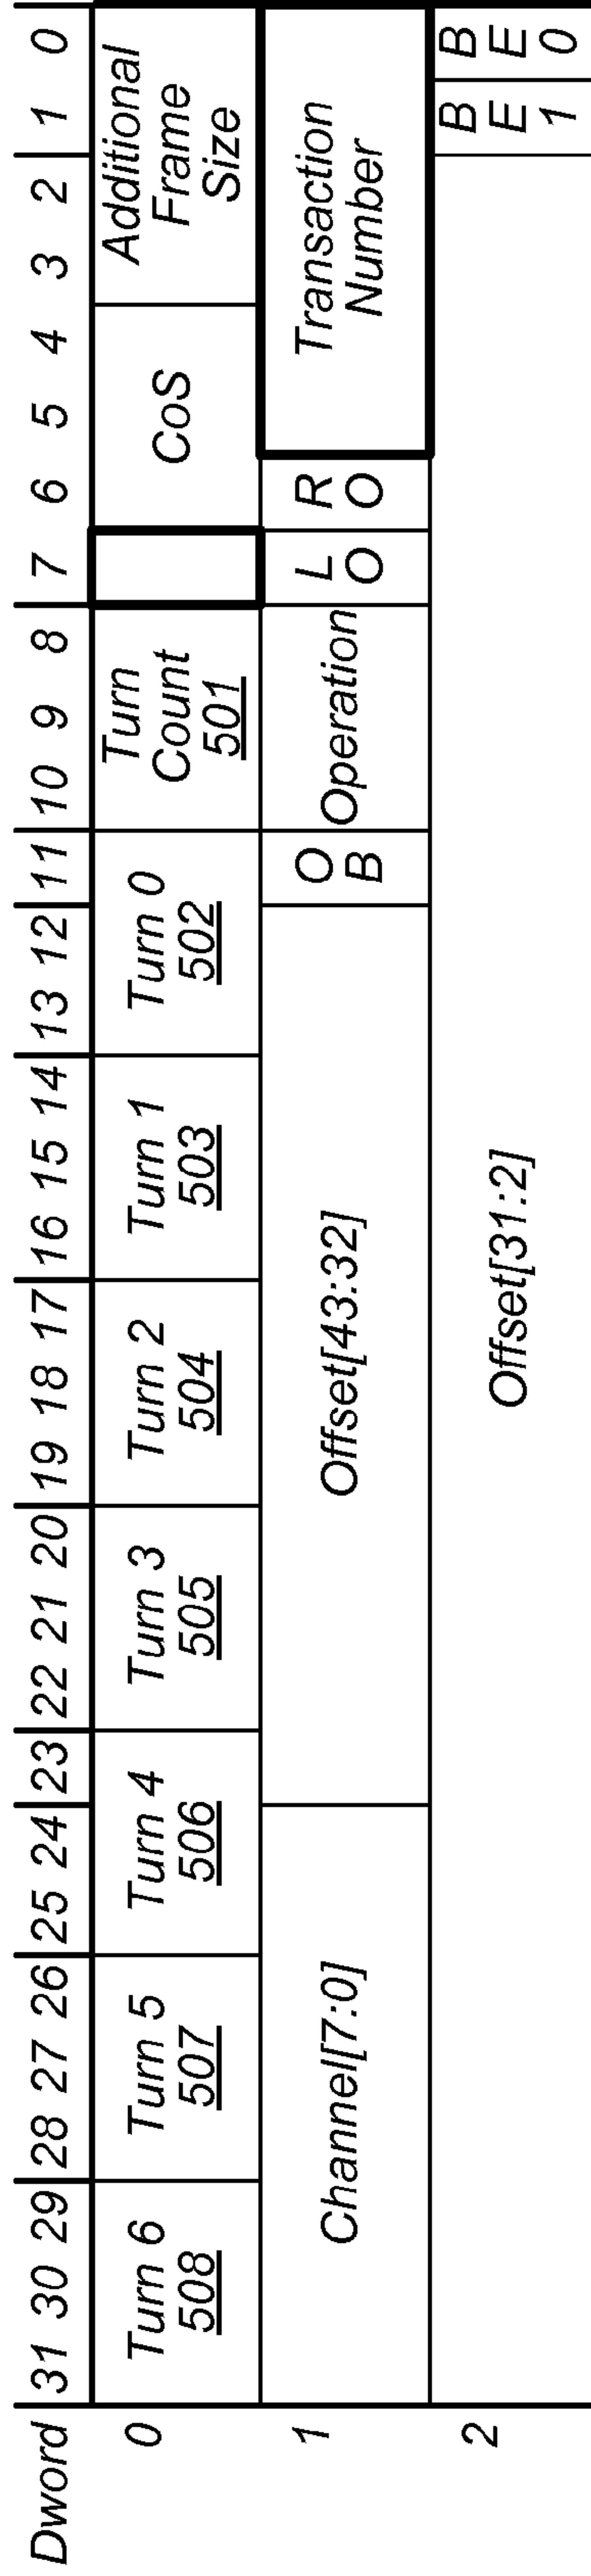 Dword 31 30 29 28 27 26 25 24 23 22 21 20 19 18 17 16 15 14 13 12 11 10 9 8 7 6 5 4 3 2 1 0
0
Turn 6
508
Turn 5
507
Turn 4
506
Turn 3
505
Turn 2
504
Turn 1
503
Turn 0
502
Turn
Count
501
CoS
Additional
Frame
Size
1
Channel[7:0]
Offset[43:32]
O
B
Operation
L
O
R
O
Transaction
Number
2
Offset[31:2]
B
E
1
B
E
0